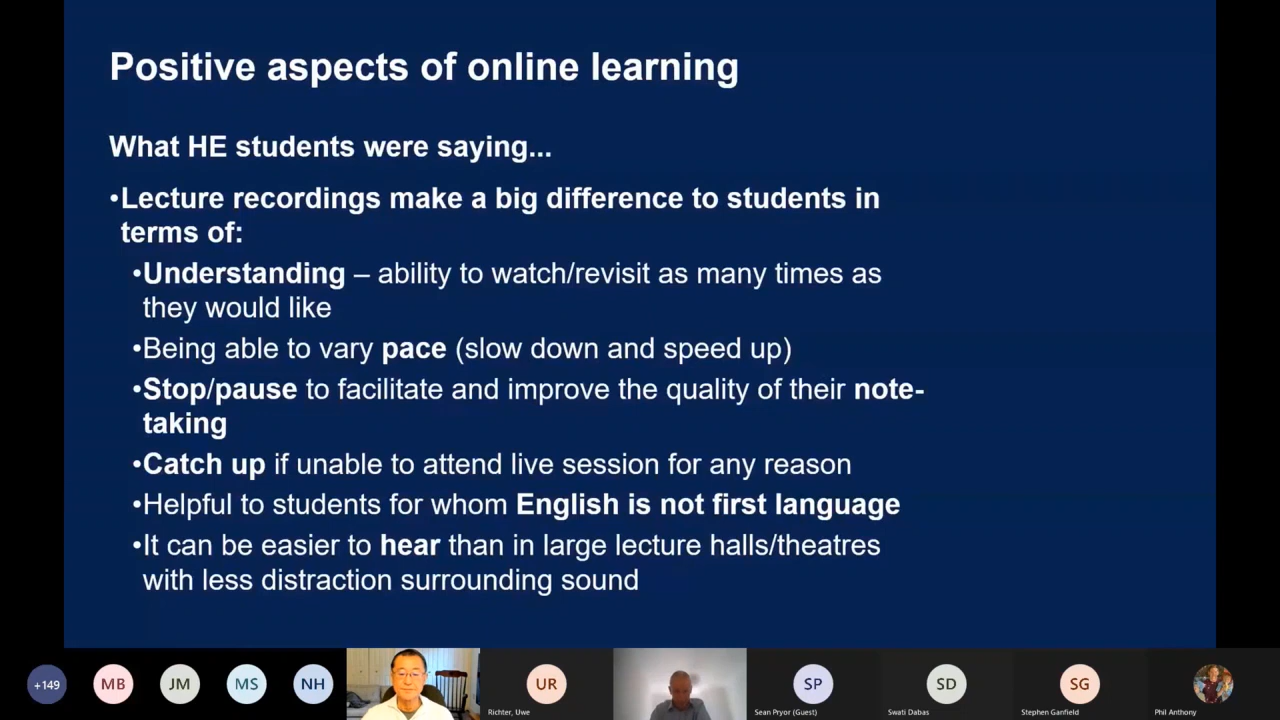 Positive aspects of online learning
What HE students were saying...
•Lecture recordings make a big difference to students in
terms of:
•Understanding – ability to watch/revisit as many times as
they would like
•Being able to vary pace (slow down and speed up)
•Stop/pause to facilitate and improve the quality of their note-
taking
•Catch up if unable to attend live session for any reason
•Helpful to students for whom English is not first language
•It can be easier to hear than in large lecture halls/theatres
with less distraction surrounding sound
+149 MB JM MS NH UR SP SD SG
Richter, Uwe Sean Pryor (Guest) Swati Dabas Stephen Ganfield Phil Anthony